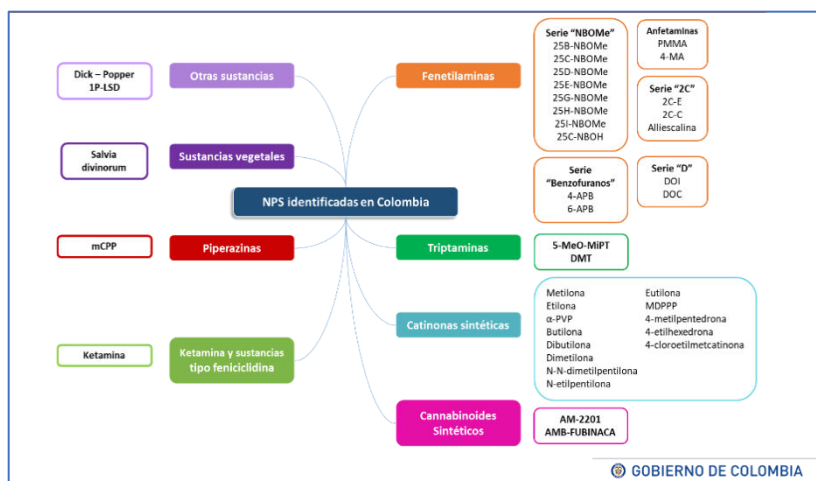 Dick – Popper
1P-LSD
Otras sustancias
Salvia
divinorum
Sustancias vegetales
mCPP
Piperazinas
Ketamina
Ketamina y sustancias
tipo feniciclidina
NPS identificadas en Colombia
Fenetilaminas
Serie “NBOMe”
25B-NBOMe
25C-NBOMe
25D-NBOMe
25E-NBOMe
25G-NBOMe
25H-NBOMe
25I-NBOMe
25C-NBOH
Anfetaminas
PMMA
4-MA
Serie “2C”
2C-E
2C-C
Alliescalina
Serie
“Benzofuranos”
4-APB
6-APB
Serie “D”
DOI
DOC
Triptaminas
5-MeO-MiPT
DMT
Catinonas sintéticas
Metilona
Etilona
α-PVP
Butilona
Dibutilona
Dimetilona
N-N-dimetilpentilona
N-etilpentilona
Eutilona
MDPPP
4-metilpentedrona
4-etilhexedrona
4-cloroetilmetcatinona
Cannabinoides
Sintéticos
AM-2201
AMB-FUBINACA
GOBIERNO DE COLOMBIA